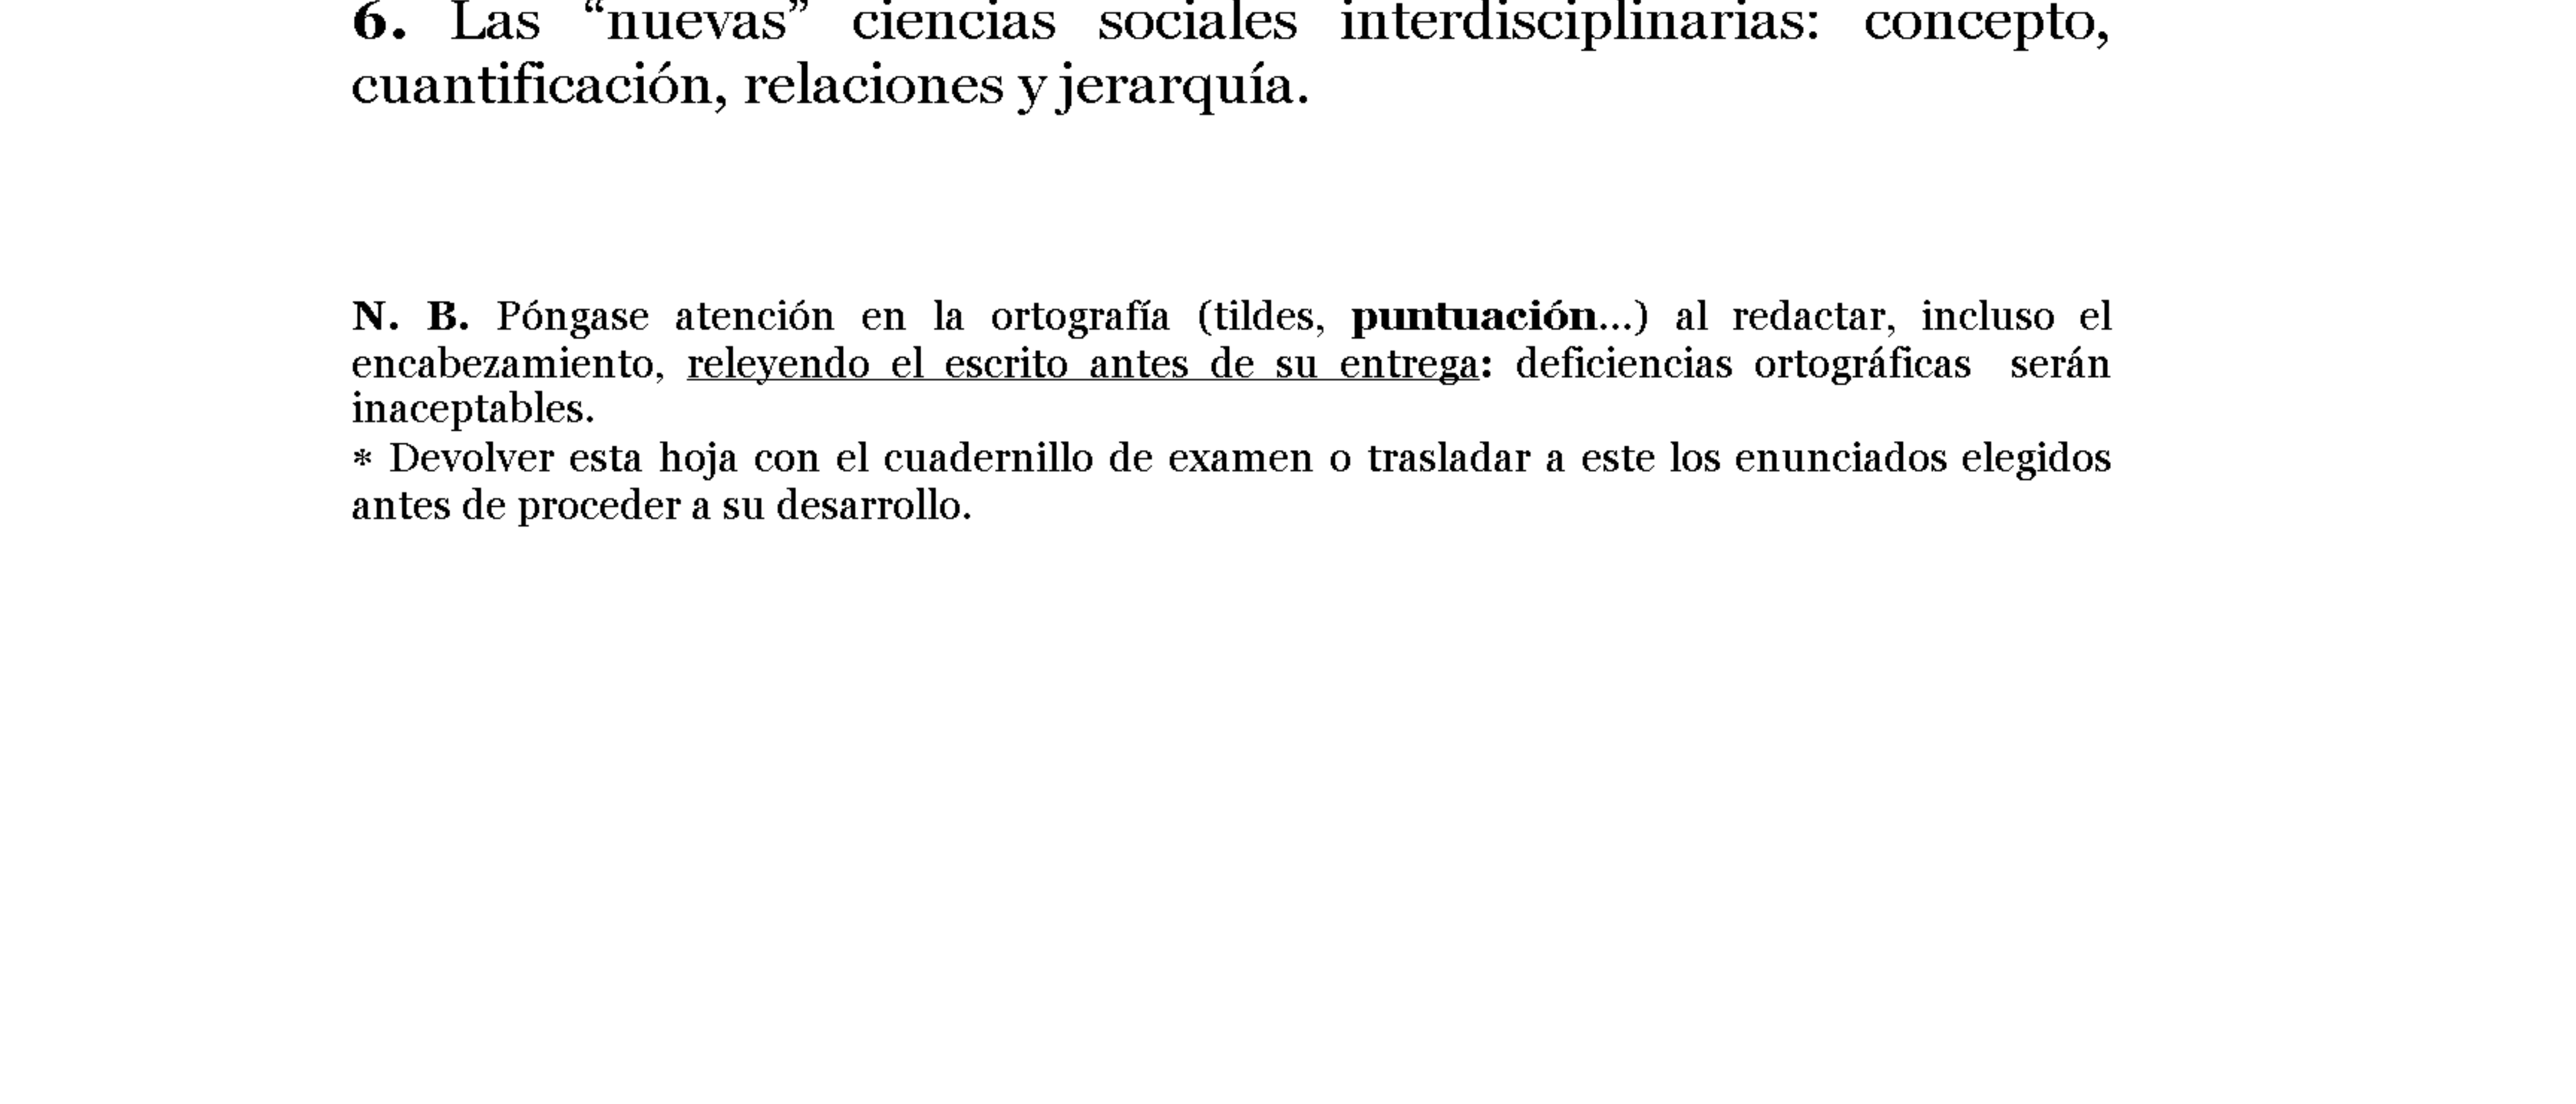 6. Las “nuevas” ciencias sociales interdisciplinarias: concepto,
cuantificación, relaciones y jerarquía.
N. B. Póngase atención en la ortografía (tildes, puntuación...) al redactar, incluso el
encabezamiento, releyendo el escrito antes de su entrega: deficiencias ortográficas serán
inaceptables.
* Devolver esta hoja con el cuadernillo de examen o trasladar a este los enunciados elegidos
antes de proceder a su desarrollo.